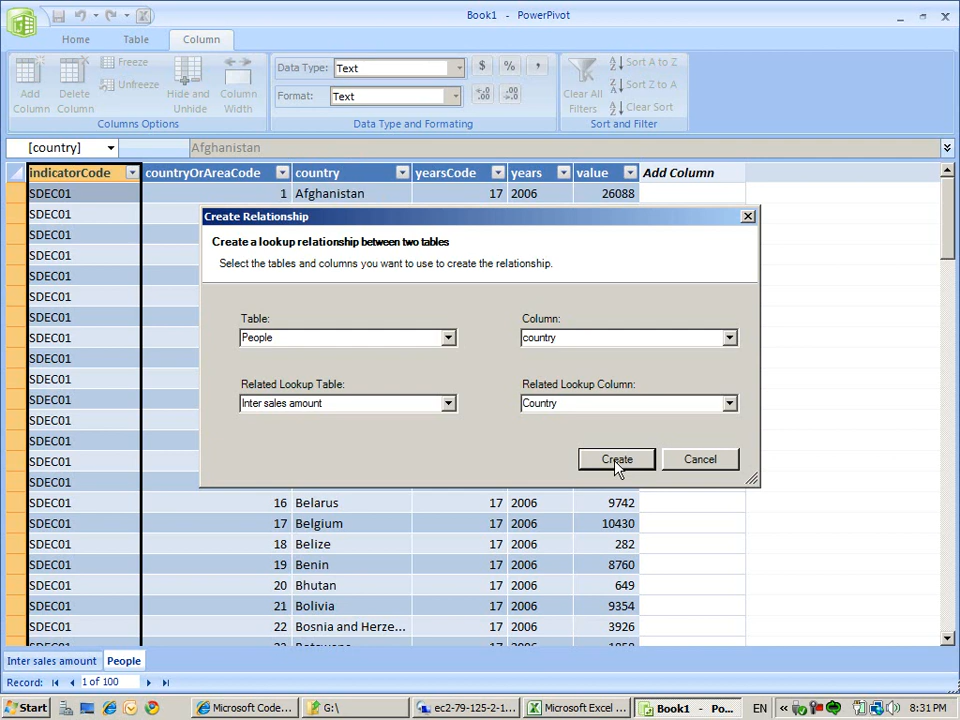 Book1 - PowerPivot
Home Table Column
Add Column
Delete Column
Freeze
Unfreeze
Hide and Unhide
Column Width
Columns Options
Data Type: Text
$ % ,
Format: Text
Data Type and Formating
Clear All Filters
Sort A to Z
Sort Z to A
Clear Sort
Sort and Filter
[country] Afghanistan
indicatorCode countryOrAreaCode country yearsCode years value Add Column
SDEC01 1 Afghanistan 17 2006 26088
SDEC01
SDEC01
SDEC01
SDEC01
SDEC01
SDEC01
SDEC01
SDEC01
SDEC01
SDEC01
SDEC01
SDEC01
SDEC01
SDEC01
Create Relationship
Create a lookup relationship between two tables
Select the tables and columns you want to use to create the relationship.
Table: Column:
People country
Related Lookup Table: Related Lookup Column:
Inter sales amount Country
Create Cancel
SDEC01 16 Belarus 17 2006 9742
SDEC01 17 Belgium 17 2006 10430
SDEC01 18 Belize 17 2006 282
SDEC01 19 Benin 17 2006 8760
SDEC01 20 Bhutan 17 2006 649
SDEC01 21 Bolivia 17 2006 9354
SDEC01 22 Bosnia and Herze... 17 2006 3926
Inter sales amount People
Record: 1 of 100
Start Microsoft Code... G:\ ec2-79-125-2-1... Microsoft Excel ... Book1 - Po... EN « 8:31 PM